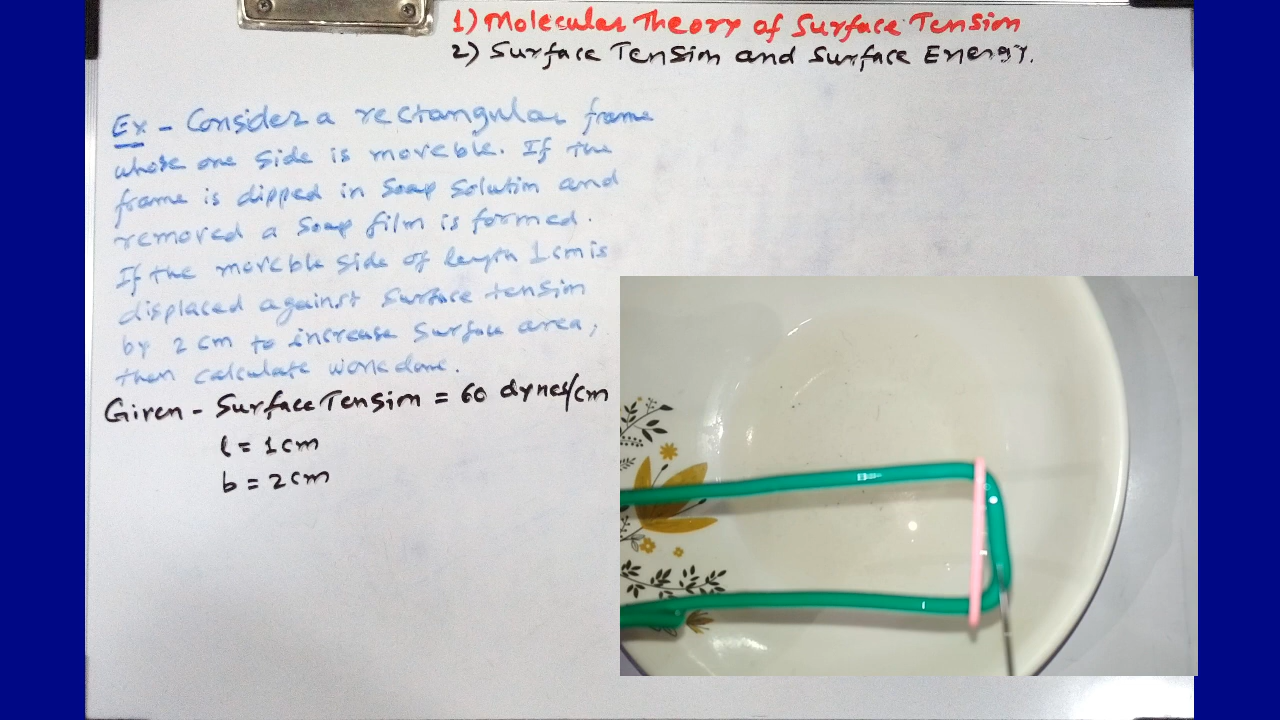 1) Molecular Theory of Surface Tension
2) Surface Tension and Surface Energy.
Ex - Consider a rectangular frame
whose one side is moveble. If the
frame is dipped in Soap Solution and
removed a Soap film is formed.
If the moveble side of length 1cm is
displaced against Surface tension
by 2 cm to increase Surface area,
then calculate workdone.
Given - Surface Tension = 60 dynes/cm
l = 1cm
b = 2cm